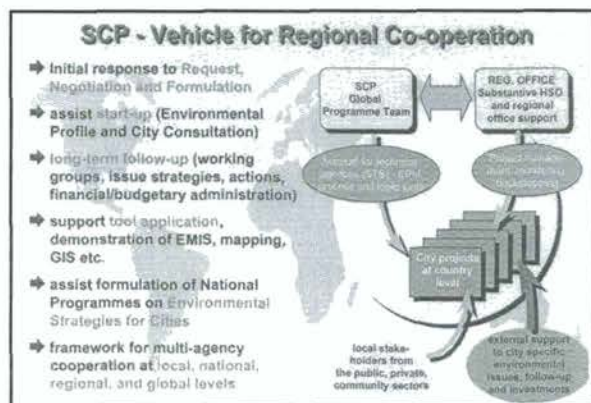 SCP - Vehicle for Regional Co-operation
Initial response to Request,
Negotiation and Formulation
assist start-up (Environmental
Profile and City Consultation)
long-term follow-up (working
groups, issue strategies, actions,
financial/budgetary administration)
support tool application,
demonstration of EMIS, mapping,
GIS etc.
assist formulation of National
Programmes on Environmental
Strategies for Cities
framework for multi-agency
cooperation at local, national,
regional, and global levels
SCP
Global
Programme Team
REG. OFFICE
Substantive HSO
and regional
office support
City projects
at country
level
local stake-
holders from
the public, private,
community sectors
external support
to city specific
environmental
issues, follow-up
and investments